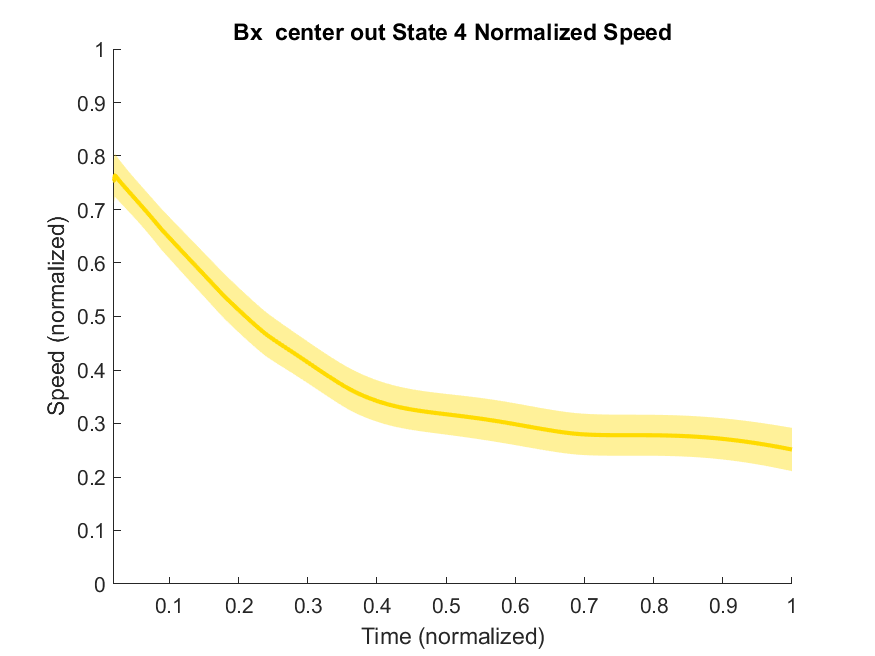 Bx  center out State 4 Normalized Speed
1
0.9
0.8
0.7
0.6
0.5
0.4
0.3
0.2
0.1
0
Speed (normalized)
0.1 0.2 0.3 0.4 0.5 0.6 0.7 0.8 0.9 1
Time (normalized)